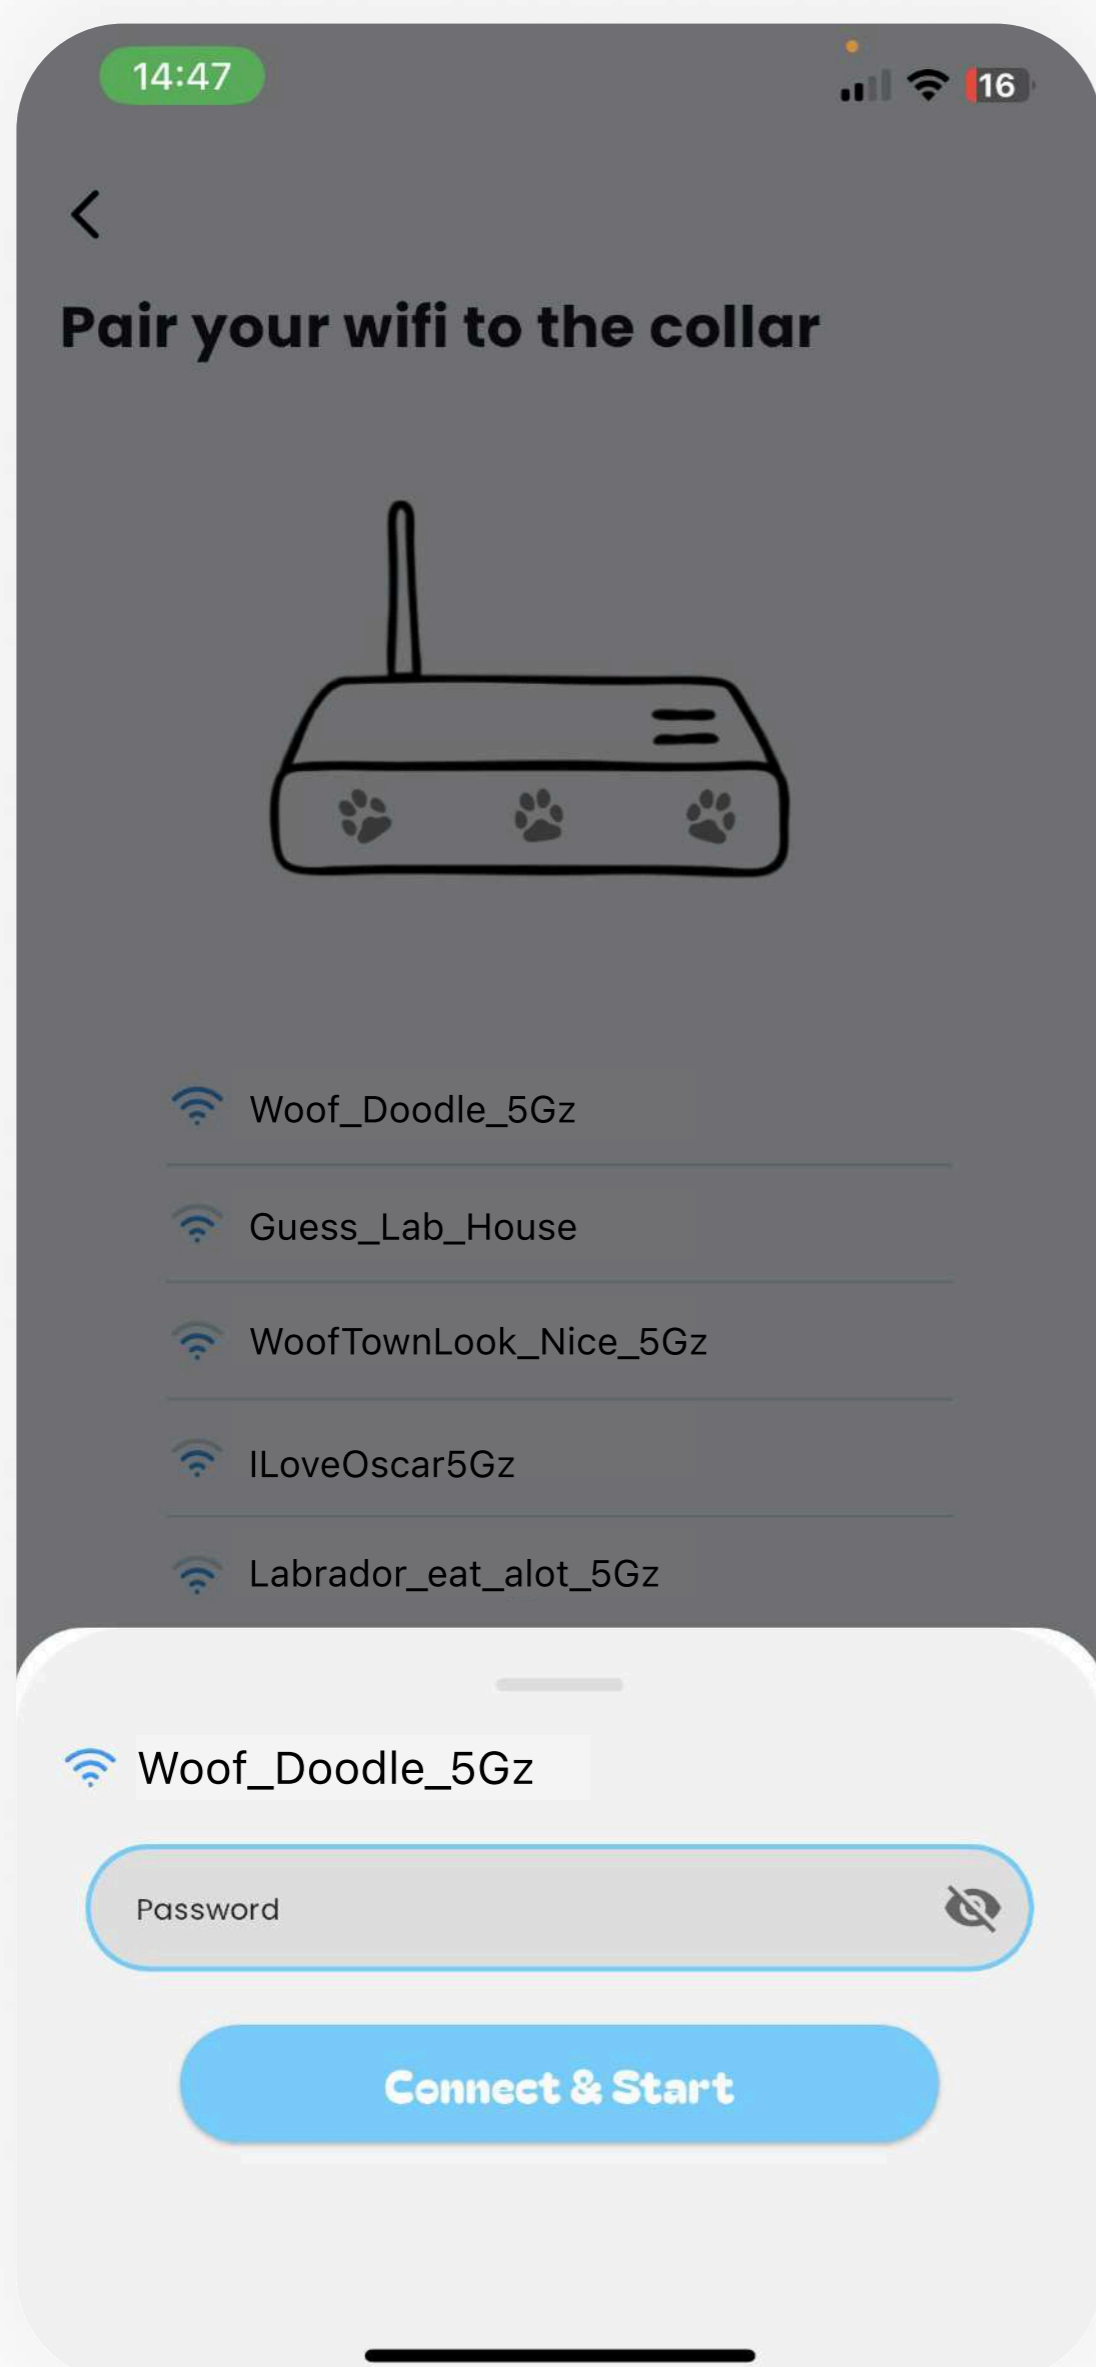 14:47
16
Pair your wifi to the collar
Woof_Doodle_5Gz
Guess_Lab_House
WoofTownLook_Nice_5Gz
ILoveOscar5Gz
Labrador_eat_alot_5Gz
Woof_Doodle_5Gz
Password
Connect & Start